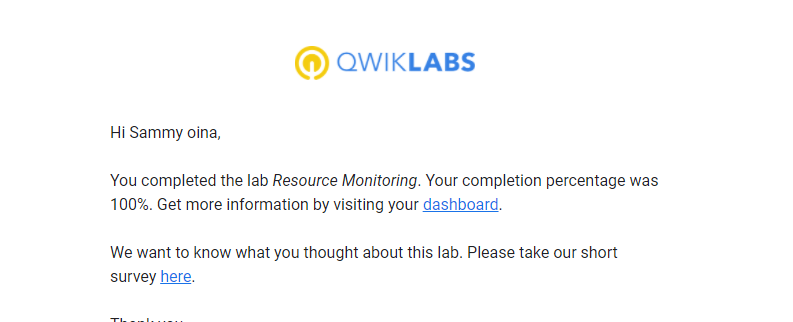 QWIKLABS
Hi Sammy oina,
You completed the lab Resource Monitoring. Your completion percentage was
100%. Get more information by visiting your dashboard.
We want to know what you thought about this lab. Please take our short
survey here.